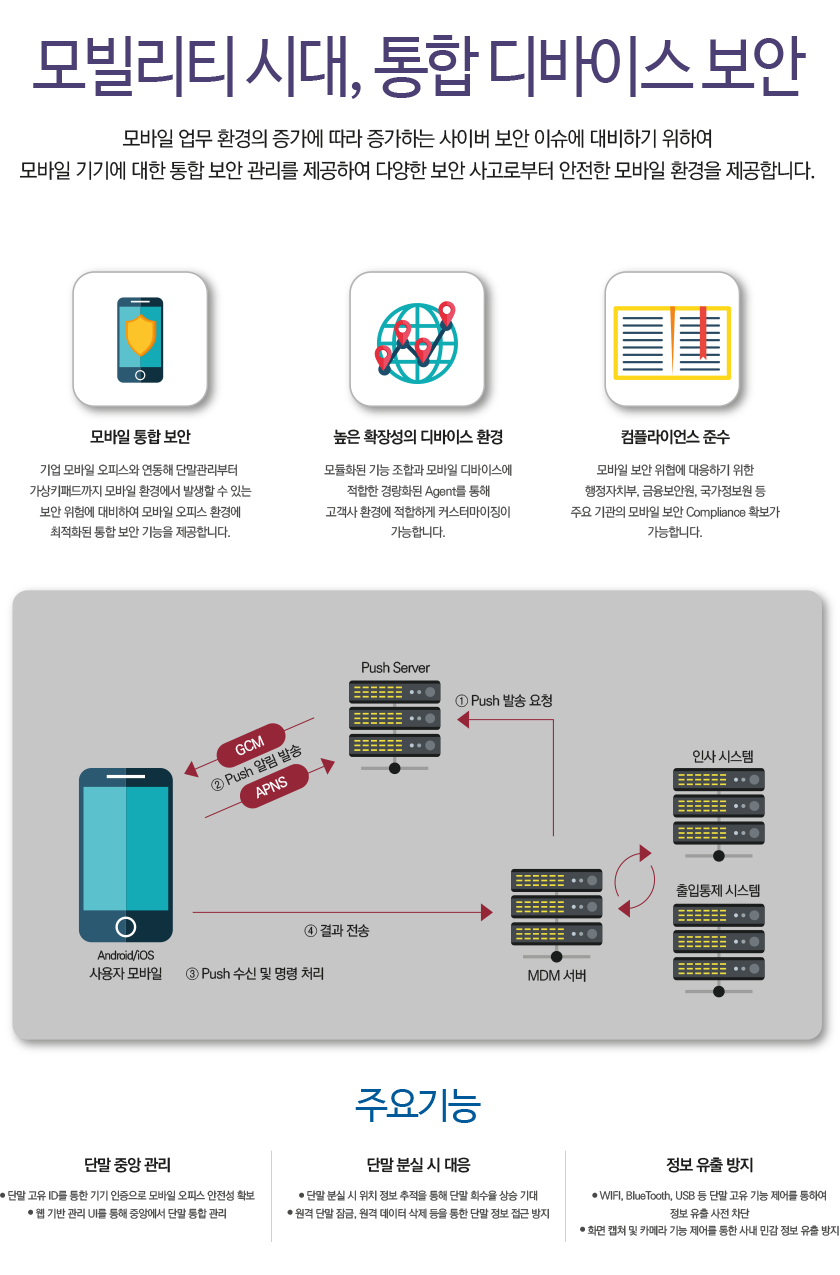 모빌리티 시대, 통합 디바이스 보안
모바일 업무 환경의 증가에 따라 증가하는 사이버 보안 이슈에 대비하기 위하여
모바일 기기에 대한 통합 보안 관리를 제공하여 다양한 보안 사고로부터 안전한 모바일 환경을 제공합니다.
모바일 통합 보안
기업 모바일 오피스와 연동해 단말관리부터
가상키패드까지 모바일 환경에서 발생할 수 있는
보안 위험에 대비하여 모바일 오피스 환경에
최적화된 통합 보안 기능을 제공합니다.
높은 확장성의 디바이스 환경
모듈화된 기능 조합과 모바일 디바이스에
적합한 경량화된 Agent를 통해
고객사 환경에 적합하게 커스터마이징이
가능합니다.
컴플라이언스 준수
모바일 보안 위협에 대응하기 위한
행정자치부, 금융보안원, 국가정보원 등
주요 기관의 모바일 보안 Compliance 확보가
가능합니다.
Push Server
① Push 발송 요청
GCM
② Push 알림 발송
APNS
인사 시스템
출입통제 시스템
④ 결과 전송
Android/iOS
사용자 모바일
③ Push 수신 및 명령 처리
MDM 서버
주요기능
단말 중앙 관리
● 단말 고유 ID를 통한 기기 인증으로 모바일 오피스 안전성 확보
● 웹 기반 관리 UI를 통해 중앙에서 단말 통합 관리
단말 분실 시 대응
● 단말 분실 시 위치 정보 추적을 통해 단말 회수율 상승 기대
● 원격 단말 잠금, 원격 데이터 삭제 등을 통한 단말 정보 접근 방지
정보 유출 방지
● WIFI, BlueTooth, USB 등 단말 고유 기능 제어를 통하여
정보 유출 사전 차단
● 화면 캡쳐 및 카메라 기능 제어를 통한 사내 민감 정보 유출 방지